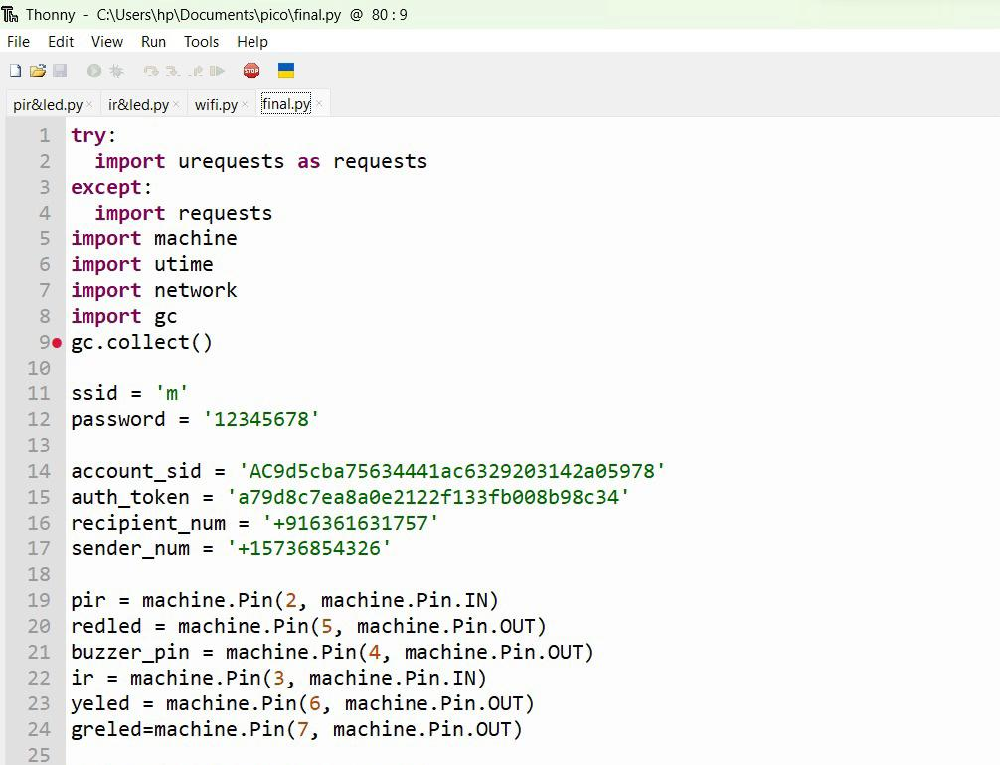 Thonny - C:\Users\hp\Documents\pico\final.py @ 80:9
File Edit View Run Tools Help
STOP
pir&led.py × ir&led.py × wifi.py × final.py ×
1 try:
2   import urequests as requests
3 except:
4   import requests
5 import machine
6 import utime
7 import network
8 import gc
9 gc.collect()
10
11 ssid = 'm'
12 password = '12345678'
13
14 account_sid = 'AC9d5cba75634441ac6329203142a05978'
15 auth_token = 'a79d8c7ea8a0e2122f133fb008b98c34'
16 recipient_num = '+916361631757'
17 sender_num = '+15736854326'
18
19 pir = machine.Pin(2, machine.Pin.IN)
20 redled = machine.Pin(5, machine.Pin.OUT)
21 buzzer_pin = machine.Pin(4, machine.Pin.OUT)
22 ir = machine.Pin(3, machine.Pin.IN)
23 yeled = machine.Pin(6, machine.Pin.OUT)
24 greled=machine.Pin(7, machine.Pin.OUT)
25